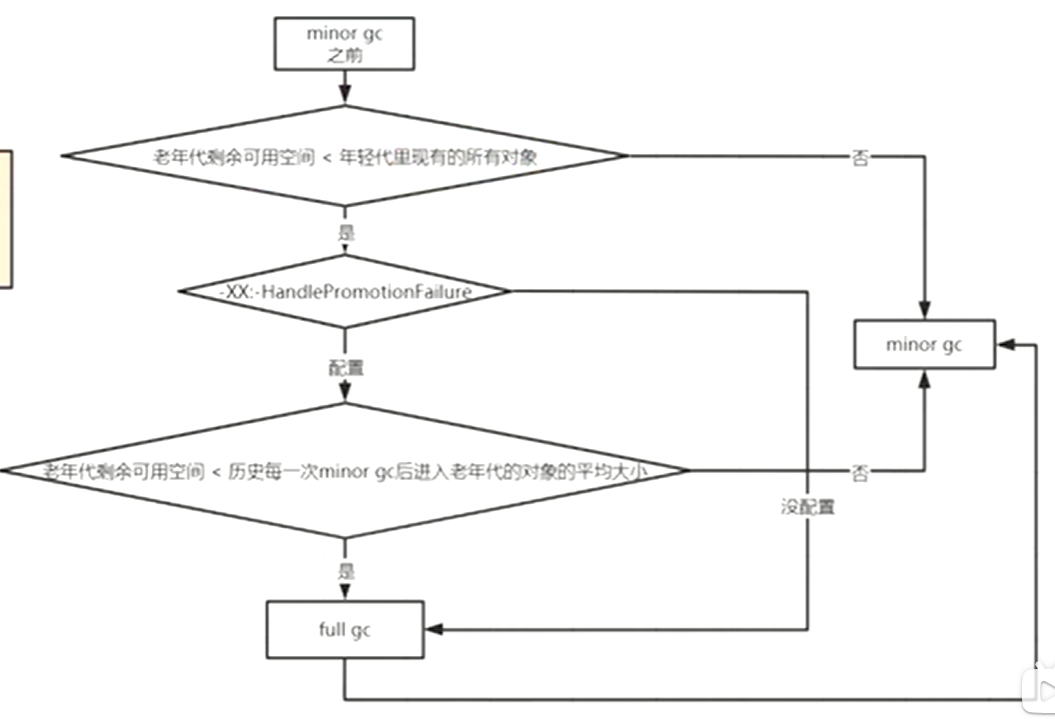 minor gc
之前
老年代剩余可用空间 < 年轻代里现有的所有对象
否
是
-XX:-HandlePromotionFailure
minor gc
配置
老年代剩余可用空间 < 历史每一次minor gc后进入老年代的对象的平均大小
否
没配置
是
full gc